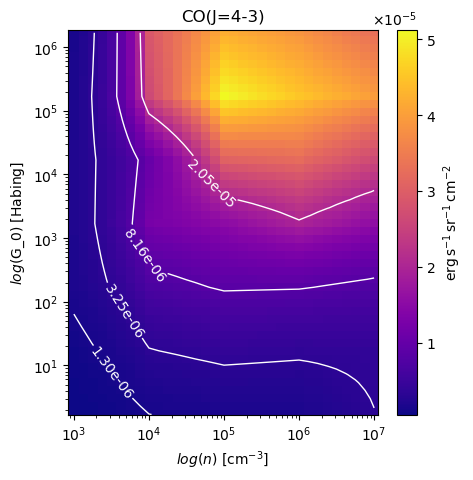 CO(J=4-3)
×10⁻⁵
10⁶
10⁵
10⁴
10³
10²
10¹
log(G_0) [Habing]
2.05e-05
8.16e-06
3.25e-06
1.30e-06
10³
10⁴
10⁵
10⁶
10⁷
log(n) [cm⁻³]
5
4
3
2
1
erg s⁻¹ sr⁻¹ cm⁻²